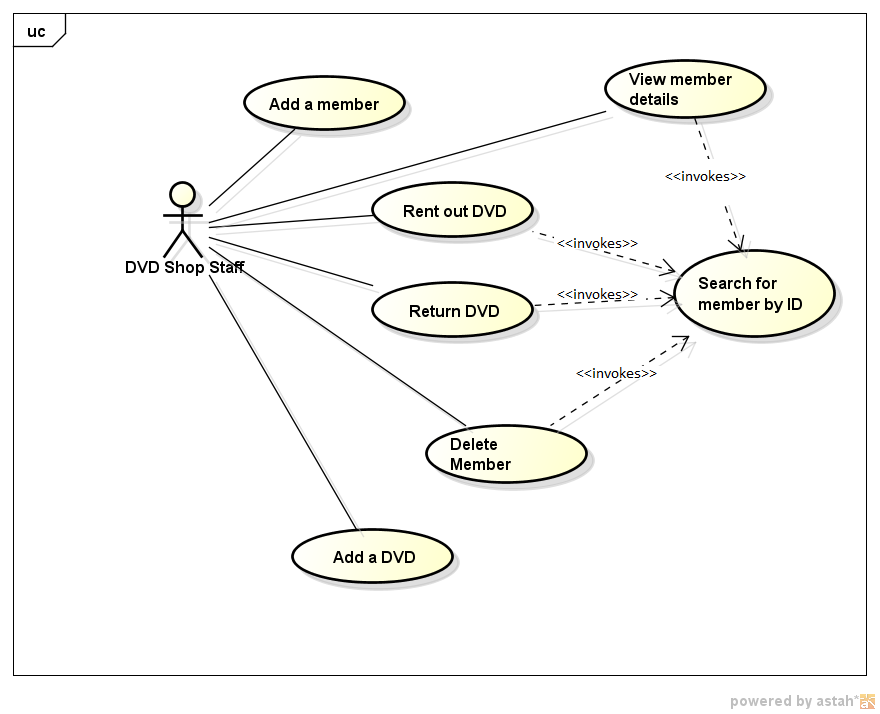 uc
View member
details
Add a member
<<invokes>>
Rent out DVD
<<invokes>>
DVD Shop Staff
Search for
member by ID
<<invokes>>
Return DVD
<<invokes>>
Delete
Member
Add a DVD
powered by astah*